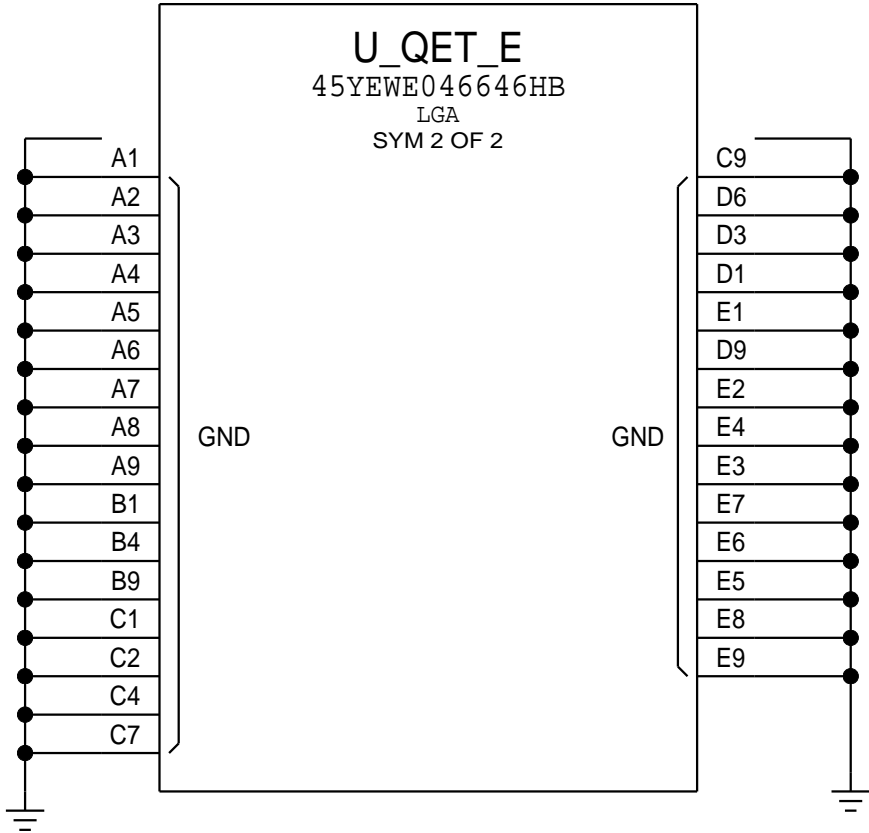 U_QET_E
45YEWE046646HB
LGA
SYM 2 OF 2
A1
A2
A3
A4
A5
A6
A7
A8
A9
B1
B4
B9
C1
C2
C4
C7
GND
GND
C9
D6
D3
D1
E1
D9
E2
E4
E3
E7
E6
E5
E8
E9